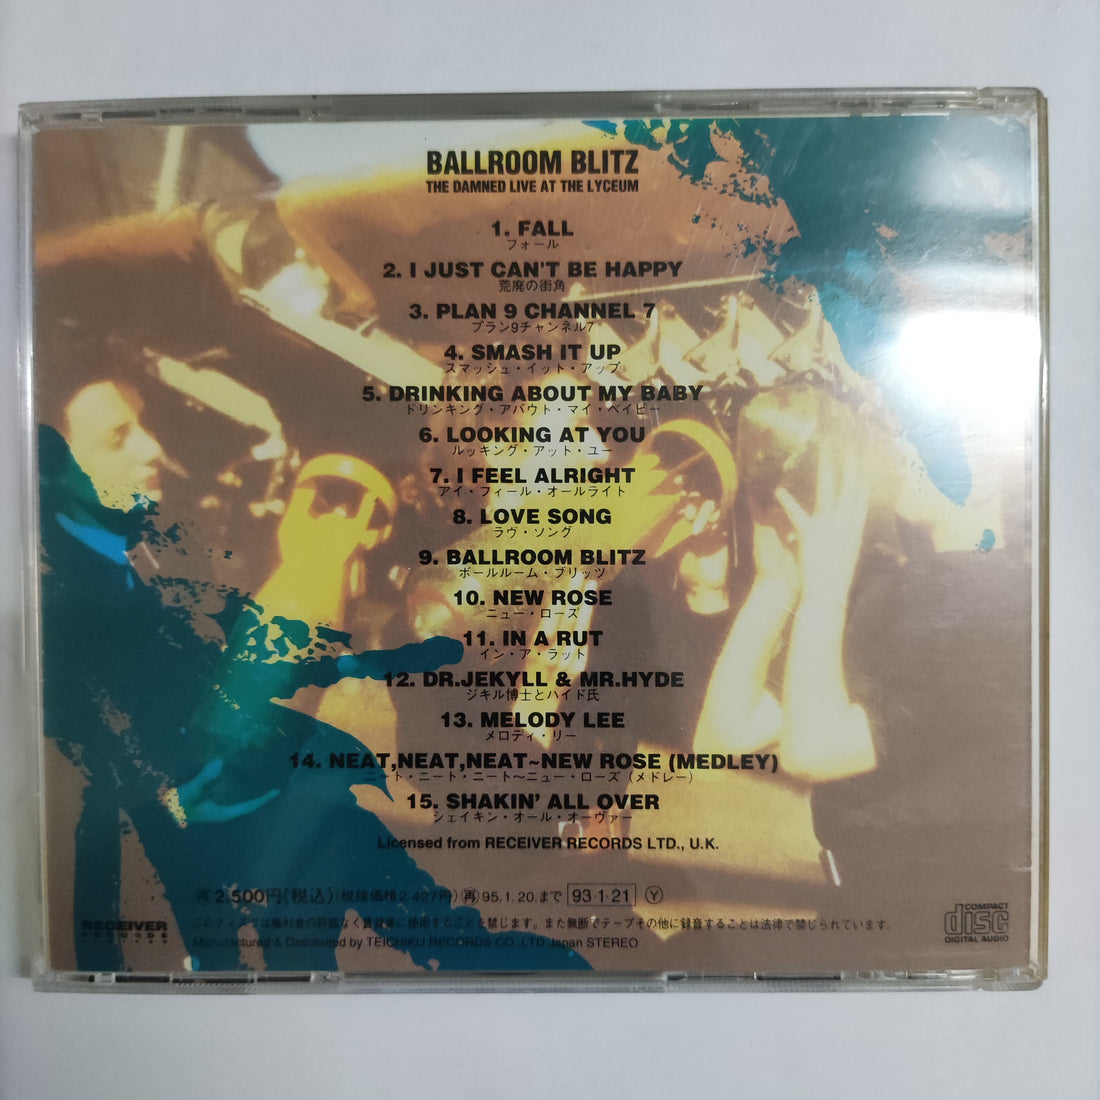 BALLROOM BLITZ
THE DAMNED LIVE AT THE LYCEUM
1. FALL
フォール
2. I JUST CAN'T BE HAPPY
荒廃の街角
3. PLAN 9 CHANNEL 7
プラン9チャンネル7
4. SMASH IT UP
スマッシュ・イット・アップ
5. DRINKING ABOUT MY BABY
ドリンキング・アバウト・マイ・ベイビー
6. LOOKING AT YOU
ルッキング・アット・ユー
7. I FEEL ALRIGHT
アイ・フィール・オールライト
8. LOVE SONG
ラヴ・ソング
9. BALLROOM BLITZ
ボールルーム・ブリッツ
10. NEW ROSE
ニュー・ローズ
11. IN A RUT
イン・ア・ラット
12. DR.JEKYLL & MR.HYDE
ジキル博士とハイド氏
13. MELODY LEE
メロディ・リー
14. NEAT,NEAT,NEAT~NEW ROSE (MEDLEY)
ニート・ニート・ニート〜ニュー・ローズ (メドレー)
15. SHAKIN' ALL OVER
シェイキン・オール・オーヴァー
Licensed from RECEIVER RECORDS LTD., U.K.
再2,500円(税込)(税抜価格2,427円)再95.1.20.まで 93・1・21 Y
このディスクは権利者の許諾なく賃貸業に使用することを禁じます。また無断でテープその他に録音することは法律で禁じられています。
Manufactured & Distributed by TEICHIKU RECORDS CO.,LTD Japan STEREO
RECEIVER
RECORDS
COMPACT
disc
DIGITAL AUDIO